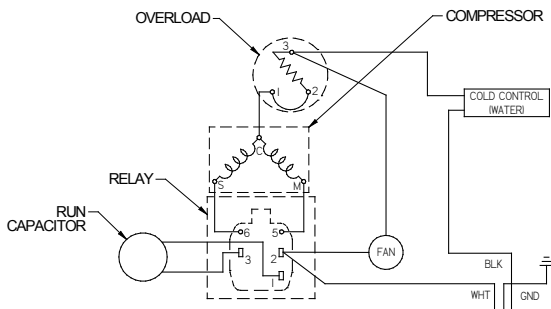 OVERLOAD
COMPRESSOR
3
1 2
COLD CONTROL
(WATER)
C
S M
RELAY
RUN
CAPACITOR
6 5
3 2
1
FAN
BLK
WHT GND